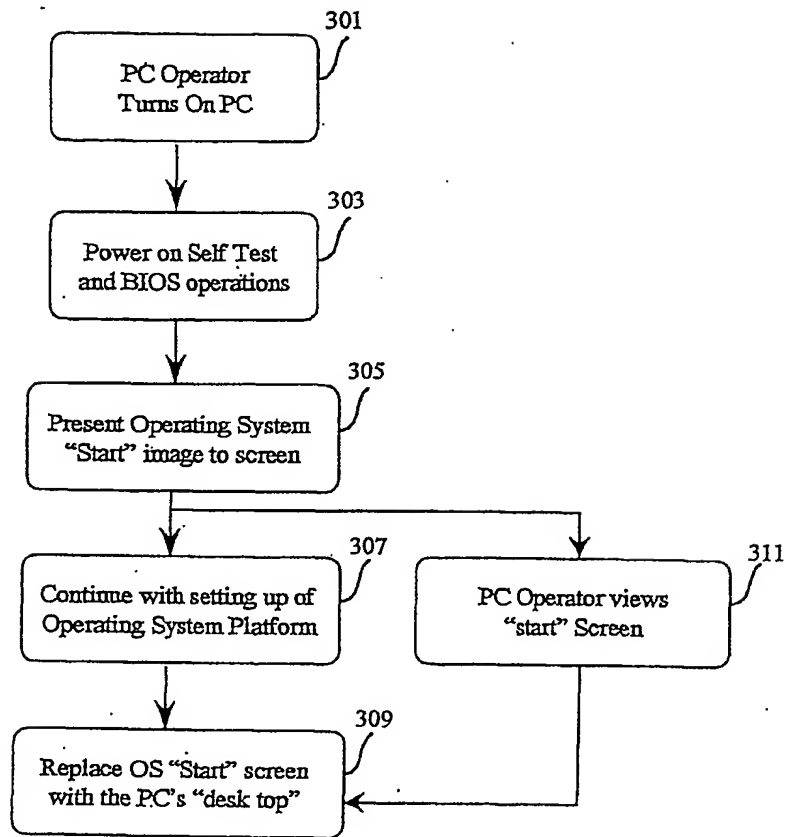 301
PC Operator
Turns On PC
303
Power on Self Test
and BIOS operations
305
Present Operating System
“Start” image to screen
307
Continue with setting up of
Operating System Platform
311
PC Operator views
“start” Screen
309
Replace OS “Start” screen
with the PC’s “desk top”